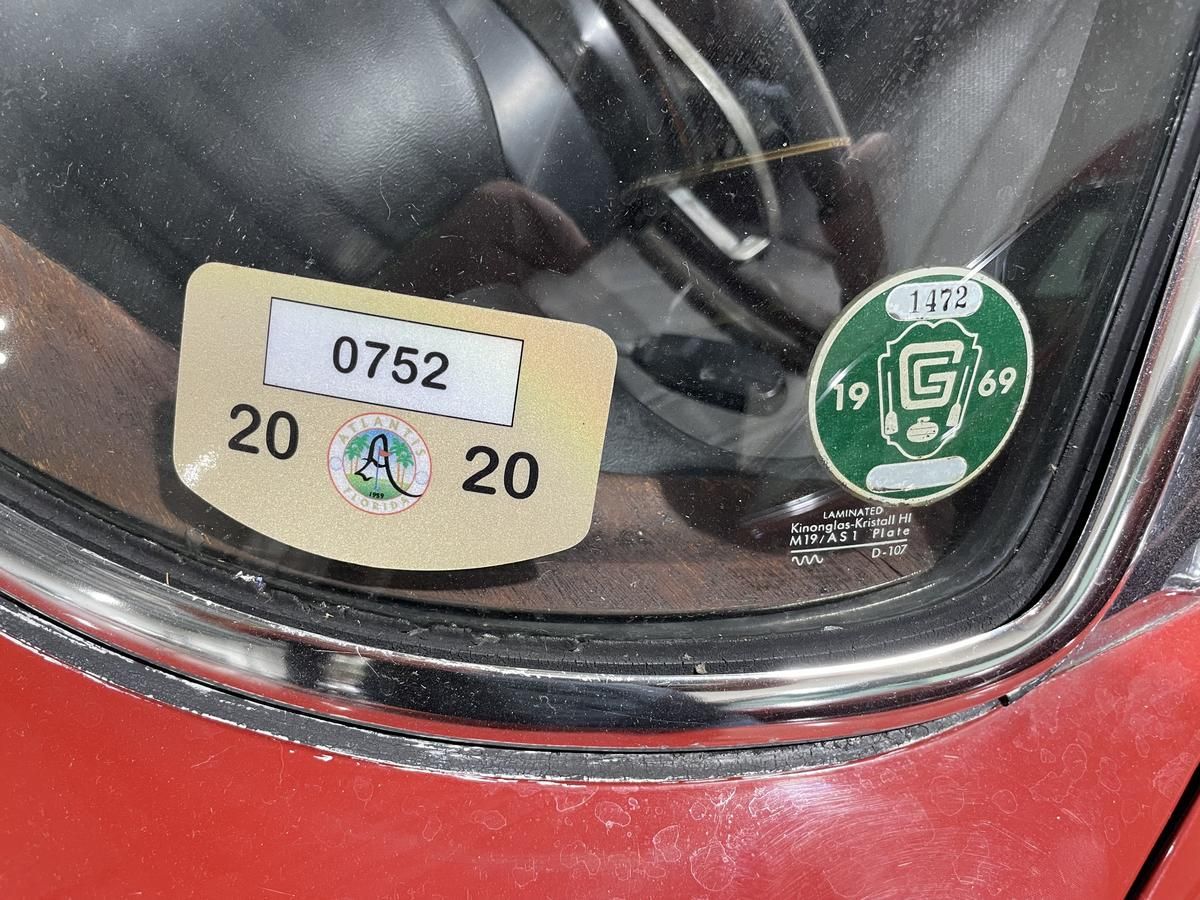 0752
20 20
ATLANTIS
A
1959
FLORIDA
1472
19 G 69
LAMINATED
Kinonglas-Kristall HI
M19/AS1 Plate
D-107